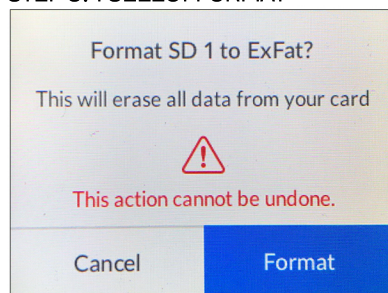 Format SD 1 to ExFat?
This will erase all data from your card
This action cannot be undone.
Cancel
Format